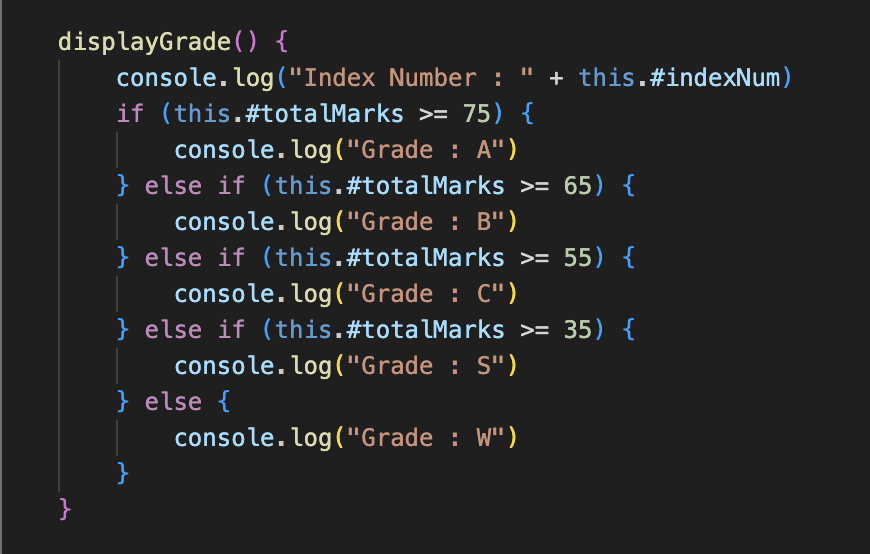 displayGrade() {
    console.log("Index Number : " + this.#indexNum)
    if (this.#totalMarks >= 75) {
        console.log("Grade : A")
    } else if (this.#totalMarks >= 65) {
        console.log("Grade : B")
    } else if (this.#totalMarks >= 55) {
        console.log("Grade : C")
    } else if (this.#totalMarks >= 35) {
        console.log("Grade : S")
    } else {
        console.log("Grade : W")
    }
}